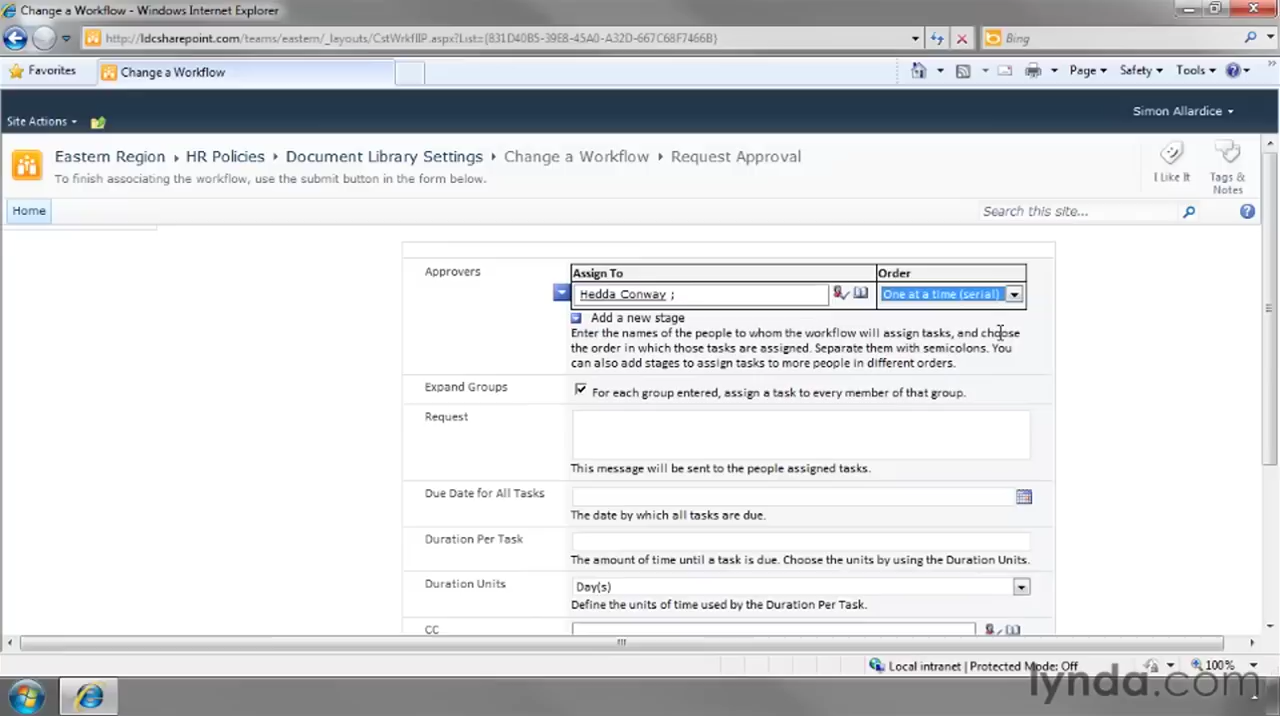 Change a Workflow - Windows Internet Explorer
http://ldcsharepoint.com/teams/eastern/_layouts/CstWrkflIP.aspx?List={831D40B5-39E8-45A0-A32D-667C68F7466B}
Bing
Favorites
Change a Workflow
Page
Safety
Tools
Simon Allardice
Site Actions
Eastern Region HR Policies Document Library Settings Change a Workflow Request Approval
To finish associating the workflow, use the submit button in the form below.
I Like It
Tags &
Notes
Home
Search this site...
Approvers
Assign To
Order
Hedda Conway ;
One at a time (serial)
Add a new stage
Enter the names of the people to whom the workflow will assign tasks, and choose
the order in which those tasks are assigned. Separate them with semicolons. You
can also add stages to assign tasks to more people in different orders.
Expand Groups
For each group entered, assign a task to every member of that group.
Request
This message will be sent to the people assigned tasks.
Due Date for All Tasks
The date by which all tasks are due.
Duration Per Task
The amount of time until a task is due. Choose the units by using the Duration Units.
Duration Units
Day(s)
Define the units of time used by the Duration Per Task.
CC
Local intranet | Protected Mode: Off
100%
lynda.com